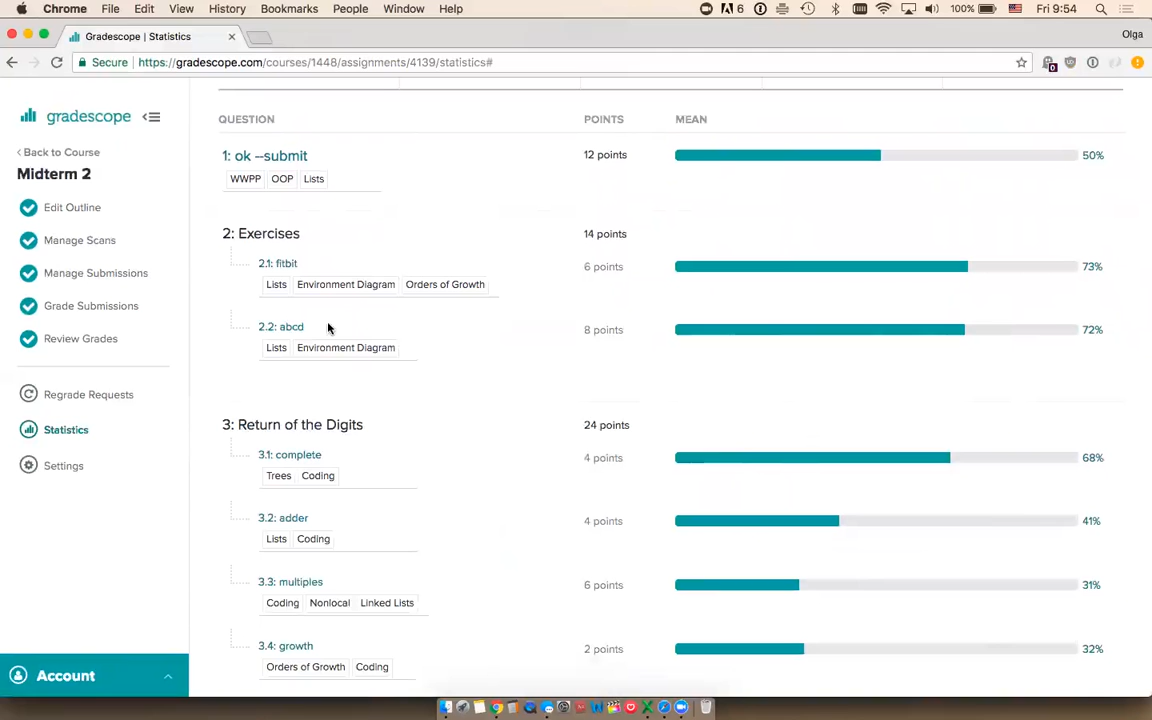 Chrome File Edit View History Bookmarks People Window Help 6 100% Fri 9:54
Gradescope | Statistics Olga
Secure https://gradescope.com/courses/1448/assignments/4139/statistics# 0
gradescope
Back to Course
Midterm 2
Edit Outline
Manage Scans
Manage Submissions
Grade Submissions
Review Grades
Regrade Requests
Statistics
Settings
Account
QUESTION POINTS MEAN
1: ok --submit 12 points 50%
WWPP OOP Lists
2: Exercises 14 points
2.1: fitbit 6 points 73%
Lists Environment Diagram Orders of Growth
2.2: abcd 8 points 72%
Lists Environment Diagram
3: Return of the Digits 24 points
3.1: complete 4 points 68%
Trees Coding
3.2: adder 4 points 41%
Lists Coding
3.3: multiples 6 points 31%
Coding Nonlocal Linked Lists
3.4: growth 2 points 32%
Orders of Growth Coding